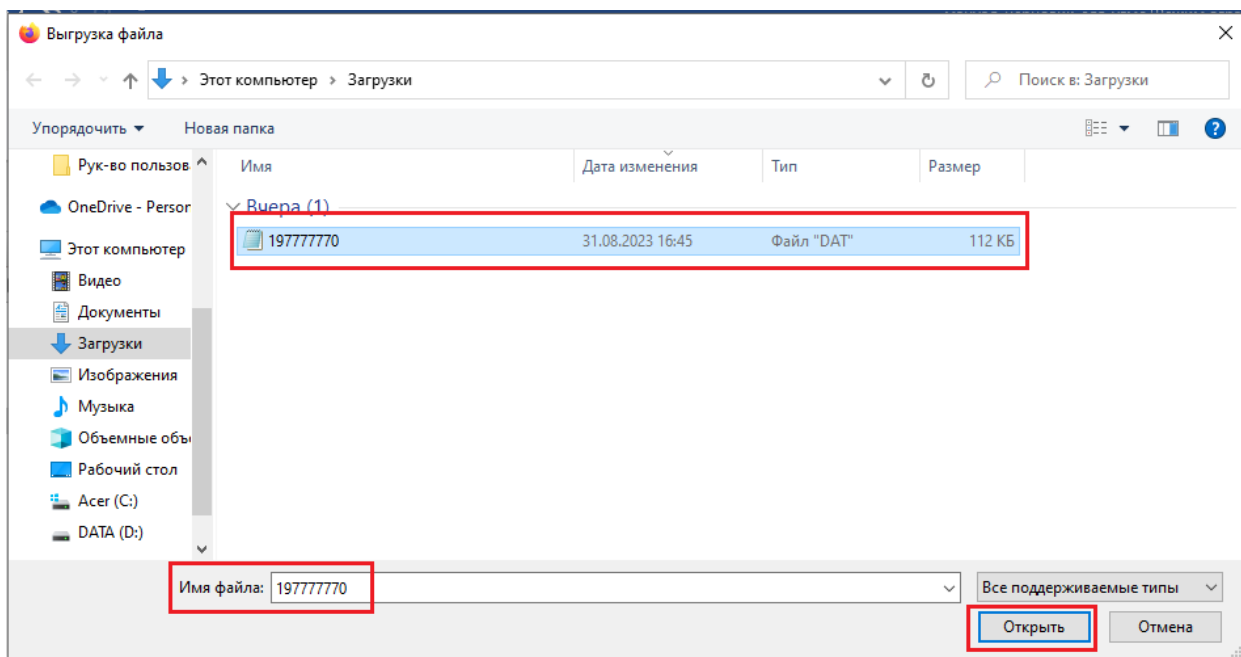 Выгрузка файла
Этот компьютер > Загрузки
Поиск в: Загрузки
Упорядочить
Новая папка
Имя
Дата изменения
Тип
Размер
Рук-во пользов
OneDrive - Person
Этот компьютер
Видео
Документы
Загрузки
Изображения
Музыка
Объемные объ
Рабочий стол
Acer (C:)
DATA (D:)
Вчера (1)
197777770 31.08.2023 16:45 Файл "DAT" 112 КБ
Имя файла: 197777770
Все поддерживаемые типы
Открыть
Отмена